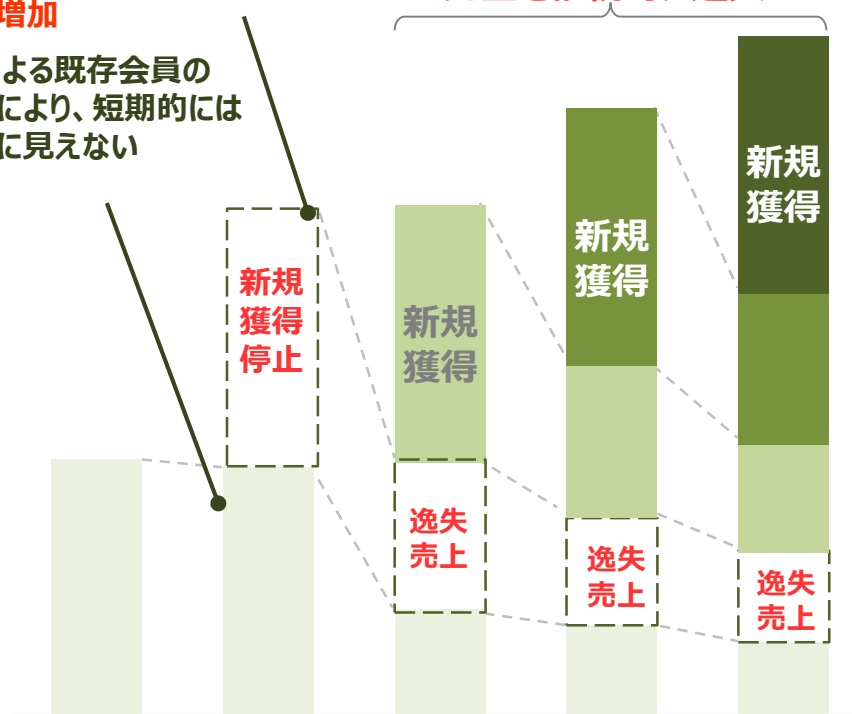 増加
よる既存会員の
により、短期的には
に見えない
新規
獲得
停止
新規
獲得
新規
獲得
新規
獲得
逸失
売上
逸失
売上
逸失
売上